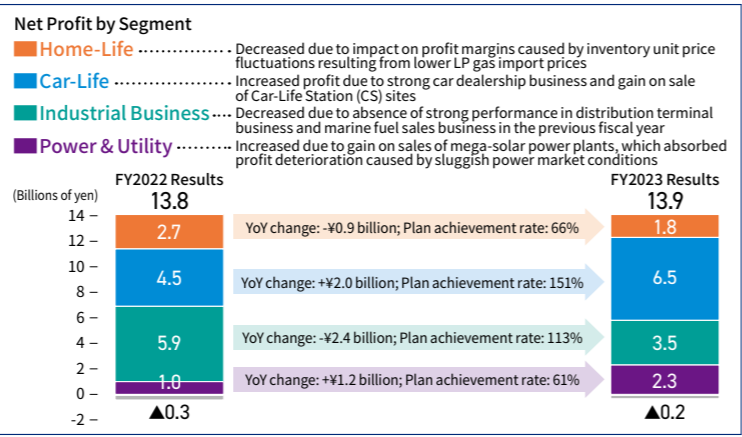 Net Profit by Segment
Home-Life ············· Decreased due to impact on profit margins caused by inventory unit price
fluctuations resulting from lower LP gas import prices
Car-Life ················ Increased profit due to strong car dealership business and gain on sale
of Car-Life Station (CS) sites
Industrial Business ···· Decreased due to absence of strong performance in distribution terminal
business and marine fuel sales business in the previous fiscal year
Power & Utility ········· Increased due to gain on sales of mega-solar power plants, which absorbed
profit deterioration caused by sluggish power market conditions
FY2022 Results
FY2023 Results
(Billions of yen)
13.8
13.9
14
2.7
YoY change: -¥0.9 billion; Plan achievement rate: 66%
1.8
12
10
4.5
YoY change: +¥2.0 billion; Plan achievement rate: 151%
6.5
8
6
5.9
YoY change: -¥2.4 billion; Plan achievement rate: 113%
3.5
4
2
1.0
YoY change: +¥1.2 billion; Plan achievement rate: 61%
2.3
0
▲0.3
▲0.2
-2